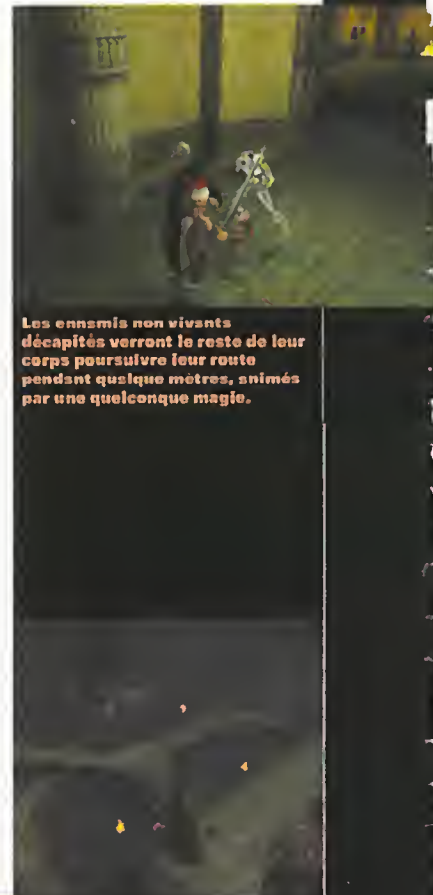 Les ennemis non vivants
décapités verront le reste de leur
corps poursuivre leur route
pendant quelque mètres, animés
par une quelconque magie.